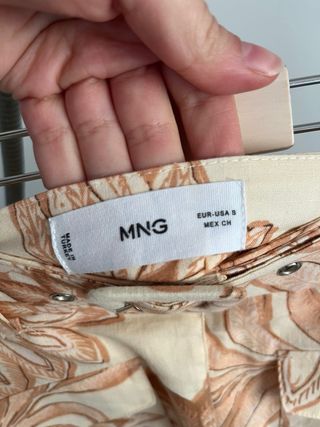 MADE IN
TURKEY
MNG
EUR-USA S
MEX CH